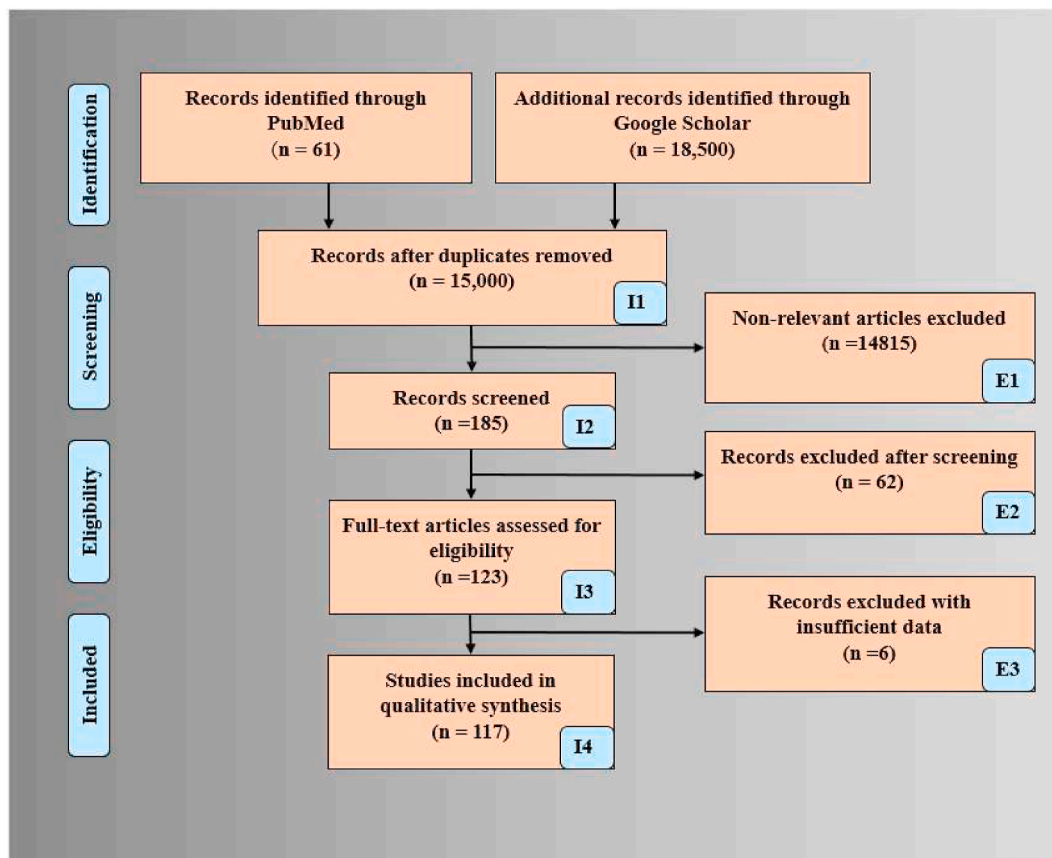 Identification
Records identified through
PubMed
(n = 61)
Additional records identified through
Google Scholar
(n = 18,500)
Records after duplicates removed
(n = 15,000)
I1
Screening
Non-relevant articles excluded
(n =14815)
E1
Records screened
(n =185)
I2
Eligibility
Records excluded after screening
(n = 62)
E2
Full-text articles assessed for
eligibility
(n =123)
I3
Included
Records excluded with
insufficient data
(n =6)
E3
Studies included in
qualitative synthesis
(n = 117)
I4